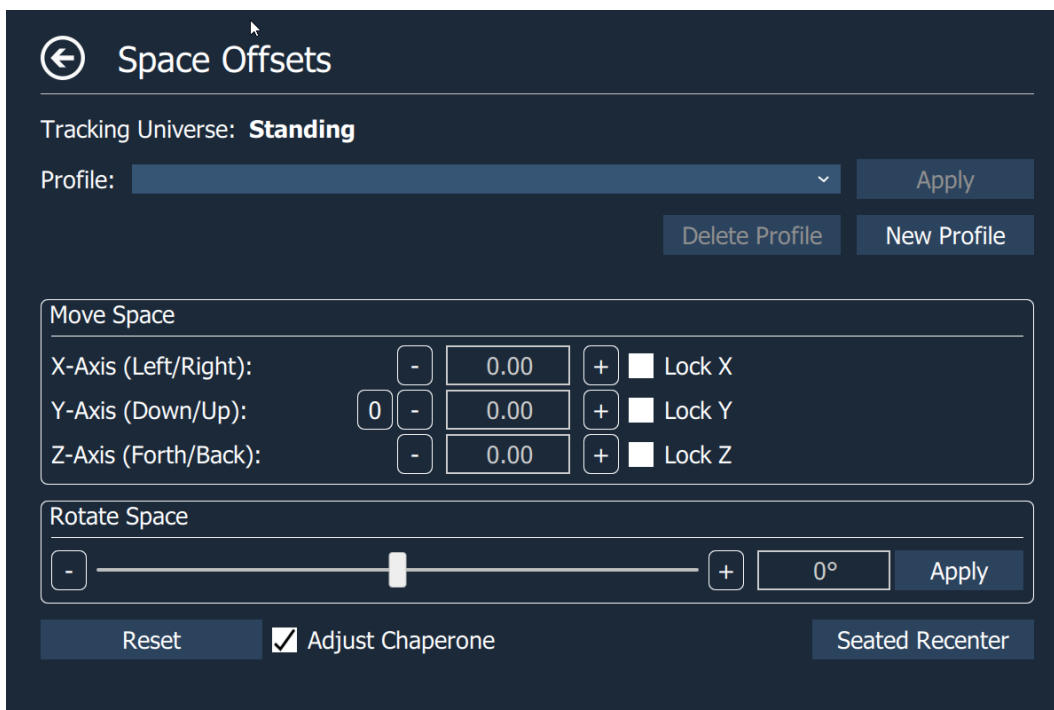 Space Offsets
Tracking Universe: Standing
Profile: Apply
Delete Profile New Profile
Move Space
X-Axis (Left/Right): - 0.00 + Lock X
Y-Axis (Down/Up): 0 - 0.00 + Lock Y
Z-Axis (Forth/Back): - 0.00 + Lock Z
Rotate Space
- + 0° Apply
Reset Adjust Chaperone Seated Recenter